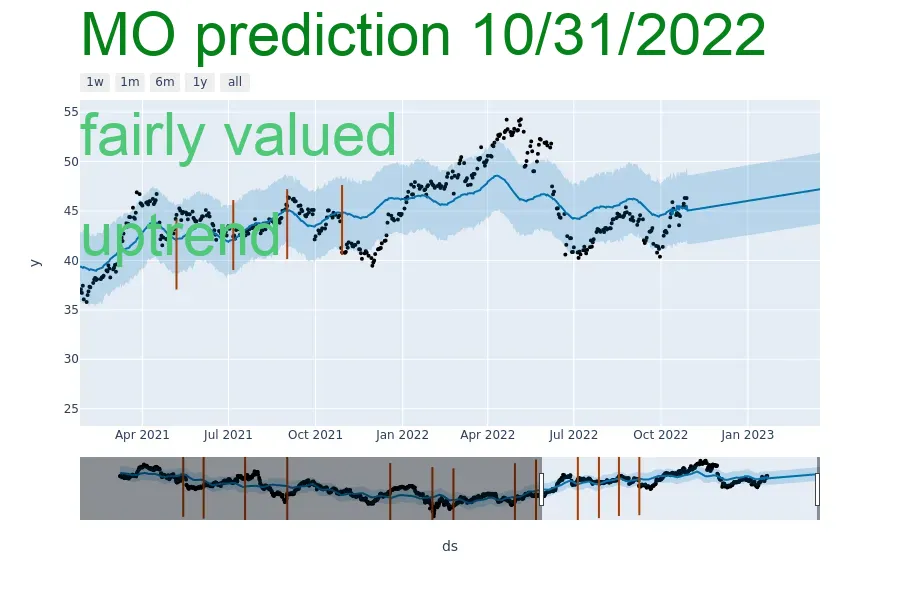 MO prediction 10/31/2022
1w 1m 6m 1y all
55
fairly valued
50
45
uptrend
40
y
35
30
25
Apr 2021 Jul 2021 Oct 2021 Jan 2022 Apr 2022 Jul 2022 Oct 2022 Jan 2023
ds